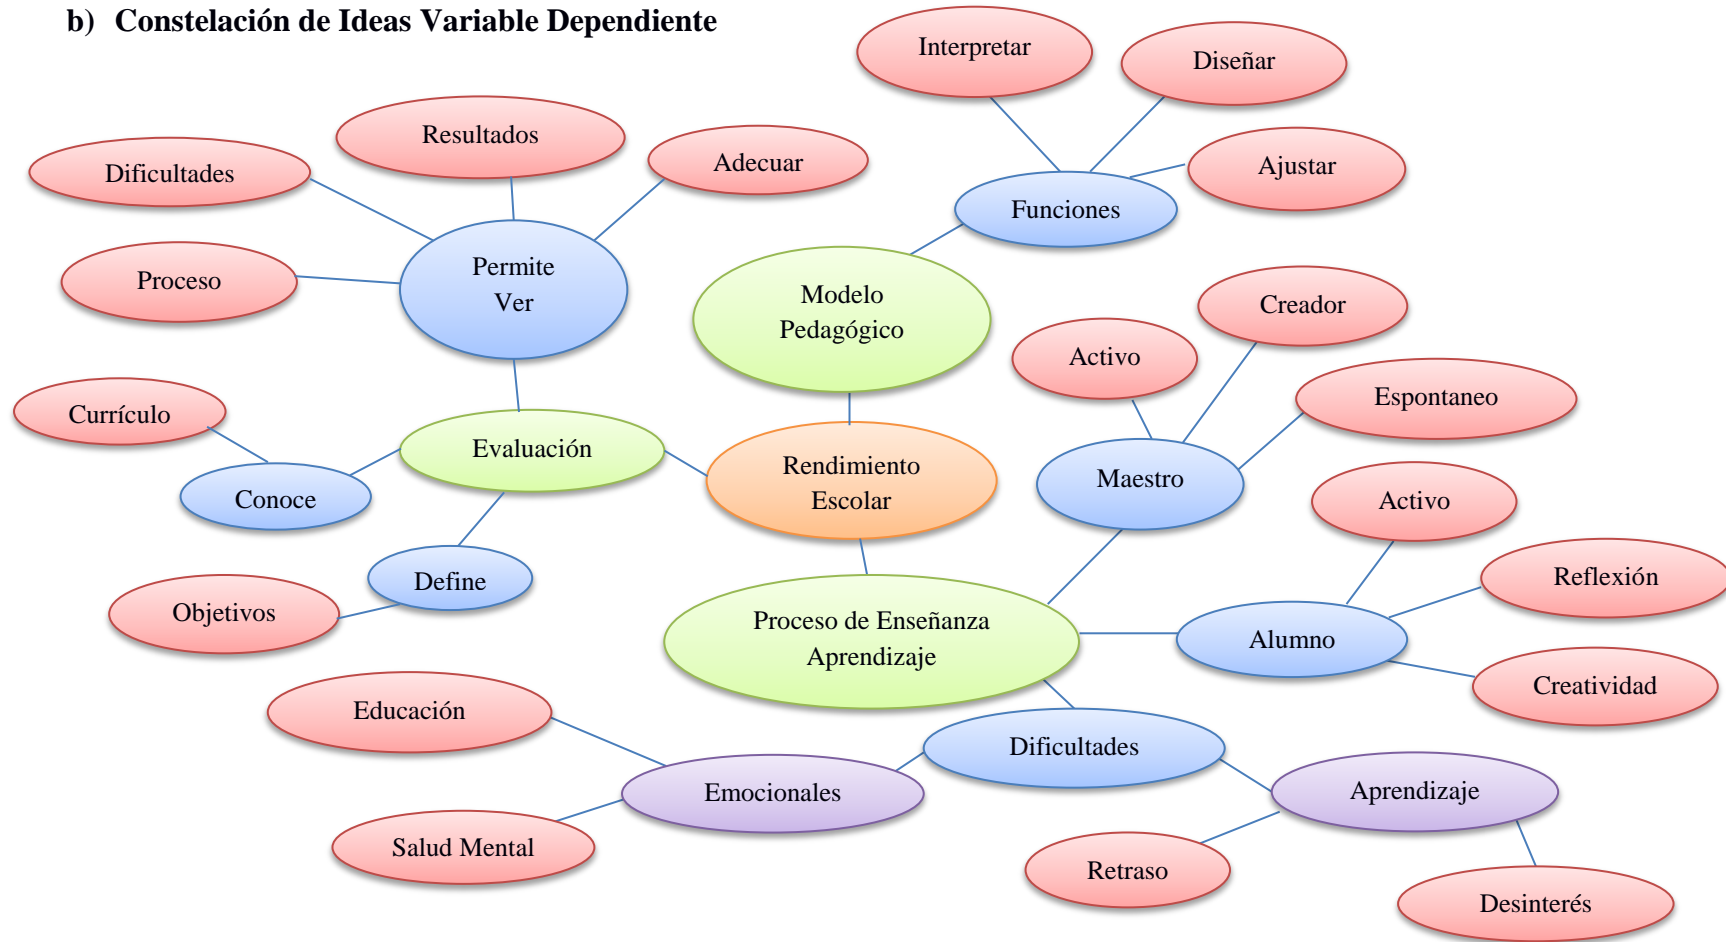 b) Constelación de Ideas Variable Dependiente
Interpretar
Diseñar
Resultados
Adecuar
Dificultades
Ajustar
Funciones
Permite
Ver
Proceso
Modelo
Pedagógico
Creador
Activo
Espontaneo
Currículo
Evaluación
Rendimiento
Escolar
Maestro
Conoce
Activo
Define
Reflexión
Objetivos
Proceso de Enseñanza
Aprendizaje
Alumno
Creatividad
Educación
Dificultades
Emocionales
Aprendizaje
Salud Mental
Retraso
Desinterés